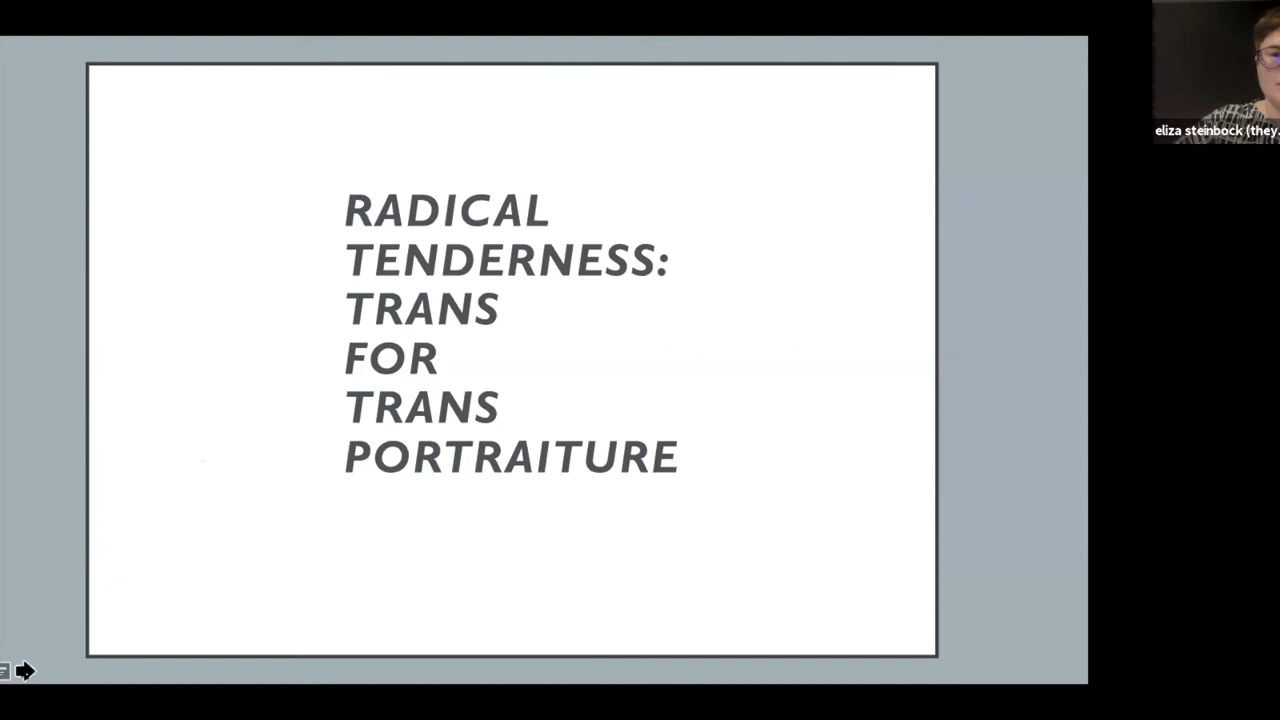 RADICAL
TENDERNESS:
TRANS
FOR
TRANS
PORTRAITURE
eliza steinbock (they.